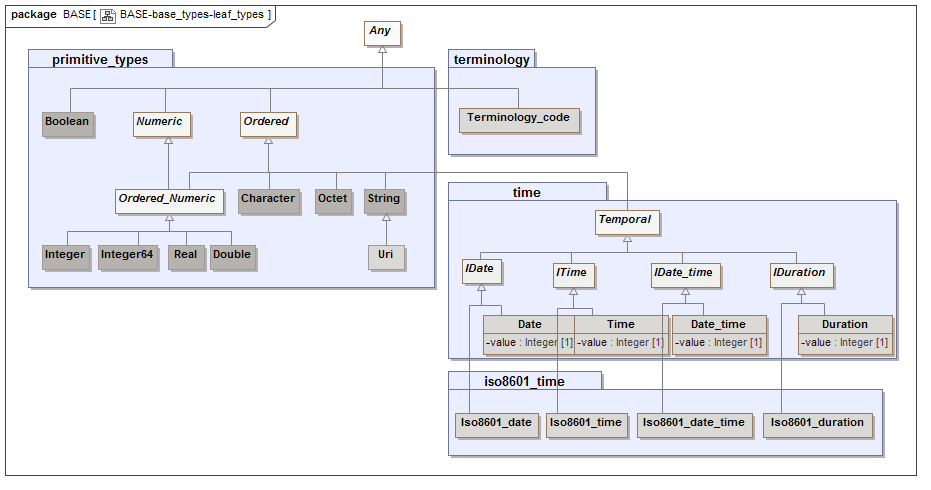 package BASE [ BASE-base_types-leaf_types ]
Any
primitive_types
terminology
Boolean
Numeric
Ordered
Terminology_code
Ordered_Numeric
Character
Octet
String
time
Temporal
Integer
Integer64
Real
Double
Uri
IDate
ITime
IDate_time
IDuration
Date
-value : Integer [1]
Time
-value : Integer [1]
Date_time
-value : Integer [1]
Duration
-value : Integer [1]
iso8601_time
Iso8601_date
Iso8601_time
Iso8601_date_time
Iso8601_duration